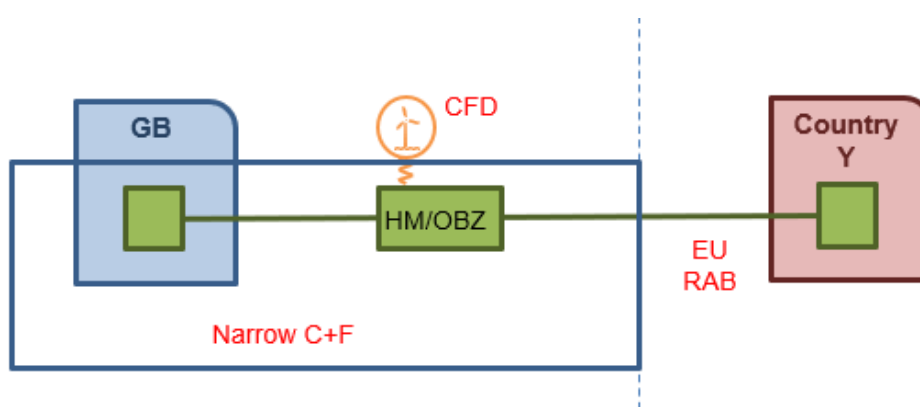 GB
CFD
Country
Y
HM/OBZ
EU
RAB
Narrow C+F